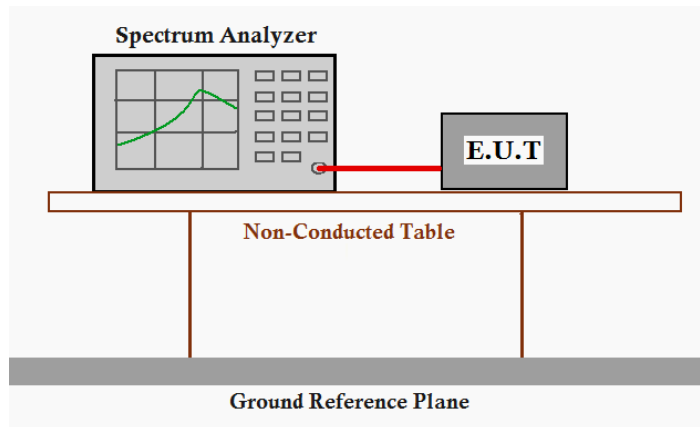 Spectrum Analyzer
E.U.T
Non-Conducted Table
Ground Reference Plane